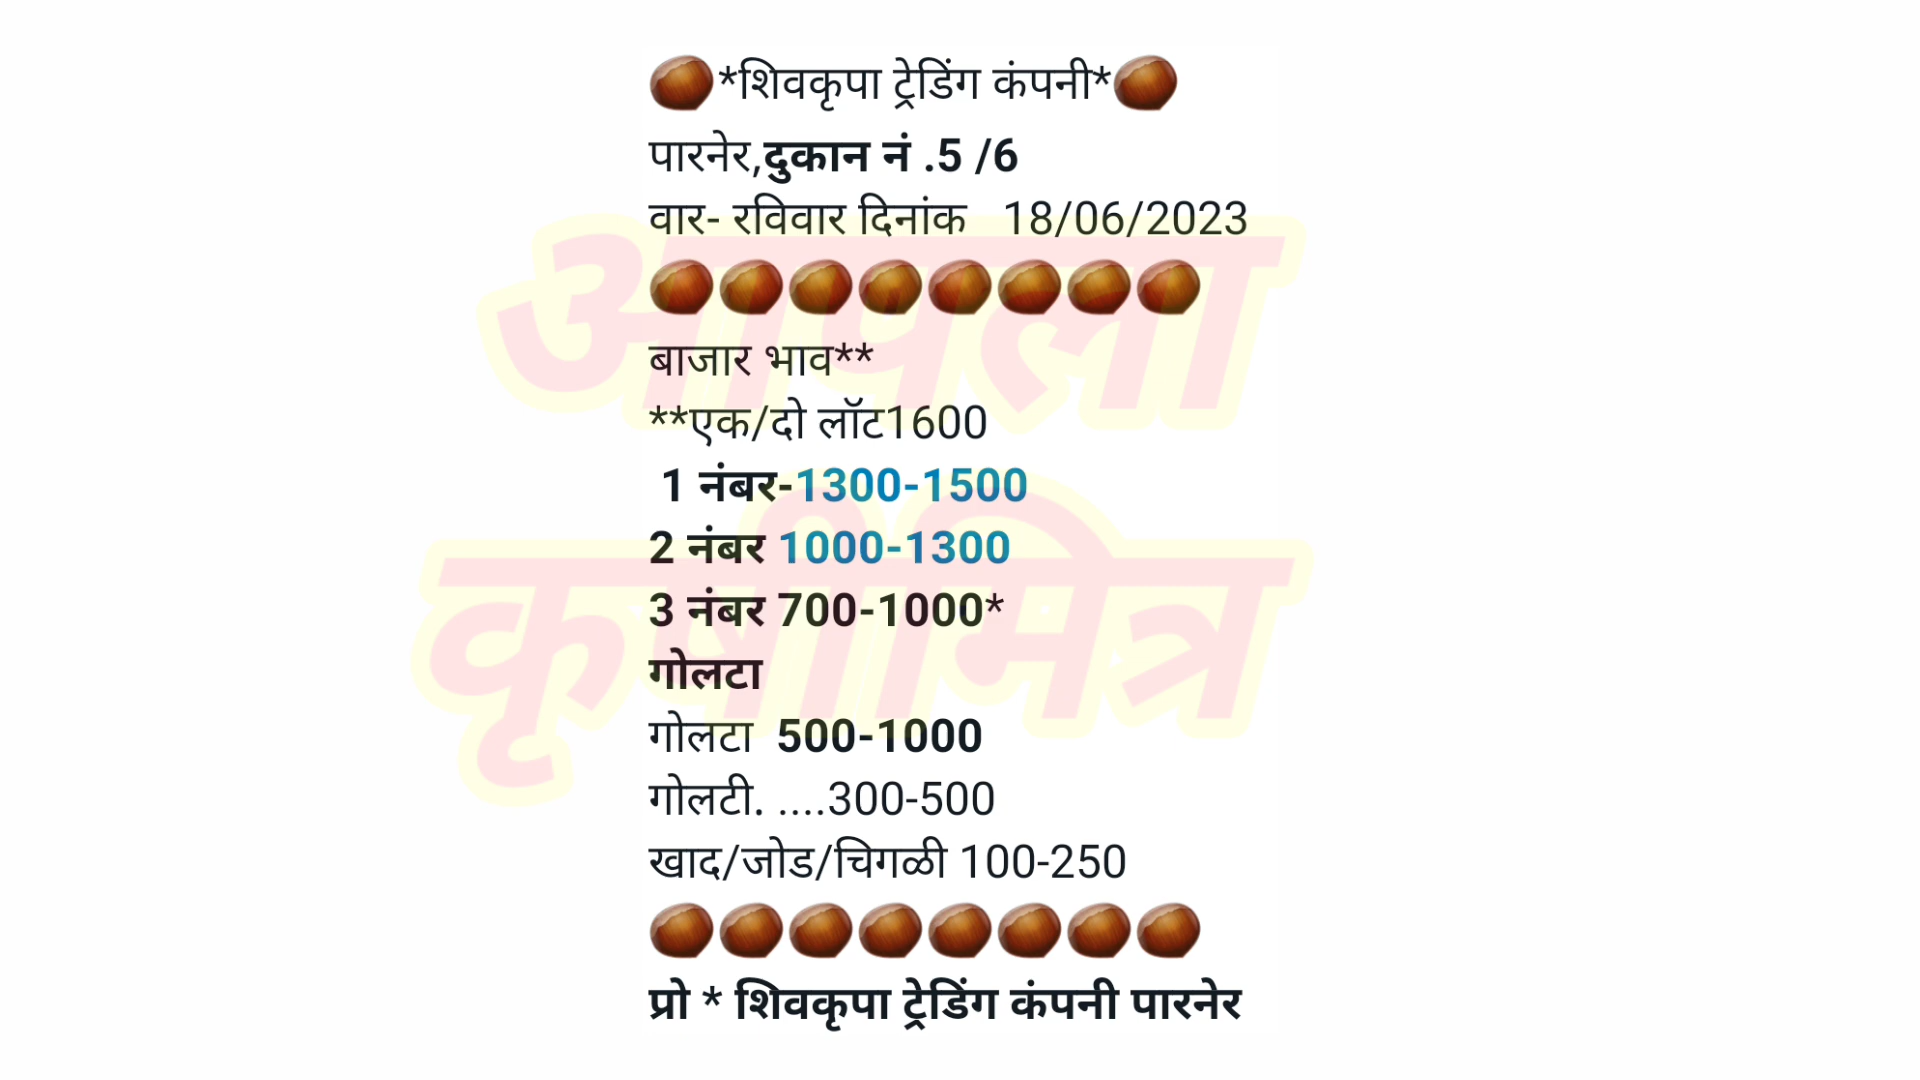 🌰*शिवकृपा ट्रेडिंग कंपनी*🌰
पारनेर,दुकान नं .5 /6
वार- रविवार दिनांक   18/06/2023
🌰🌰🌰🌰🌰🌰🌰🌰
बाजार भाव**
**एक/दो लॉट1600
1 नंबर-1300-1500
2 नंबर 1000-1300
3 नंबर 700-1000*
गोलटा
गोलटा  500-1000
गोलटी. ....300-500
खाद/जोड/चिगळी 100-250
🌰🌰🌰🌰🌰🌰🌰🌰
प्रो * शिवकृपा ट्रेडिंग कंपनी पारनेर
आपला
कृषीमित्र